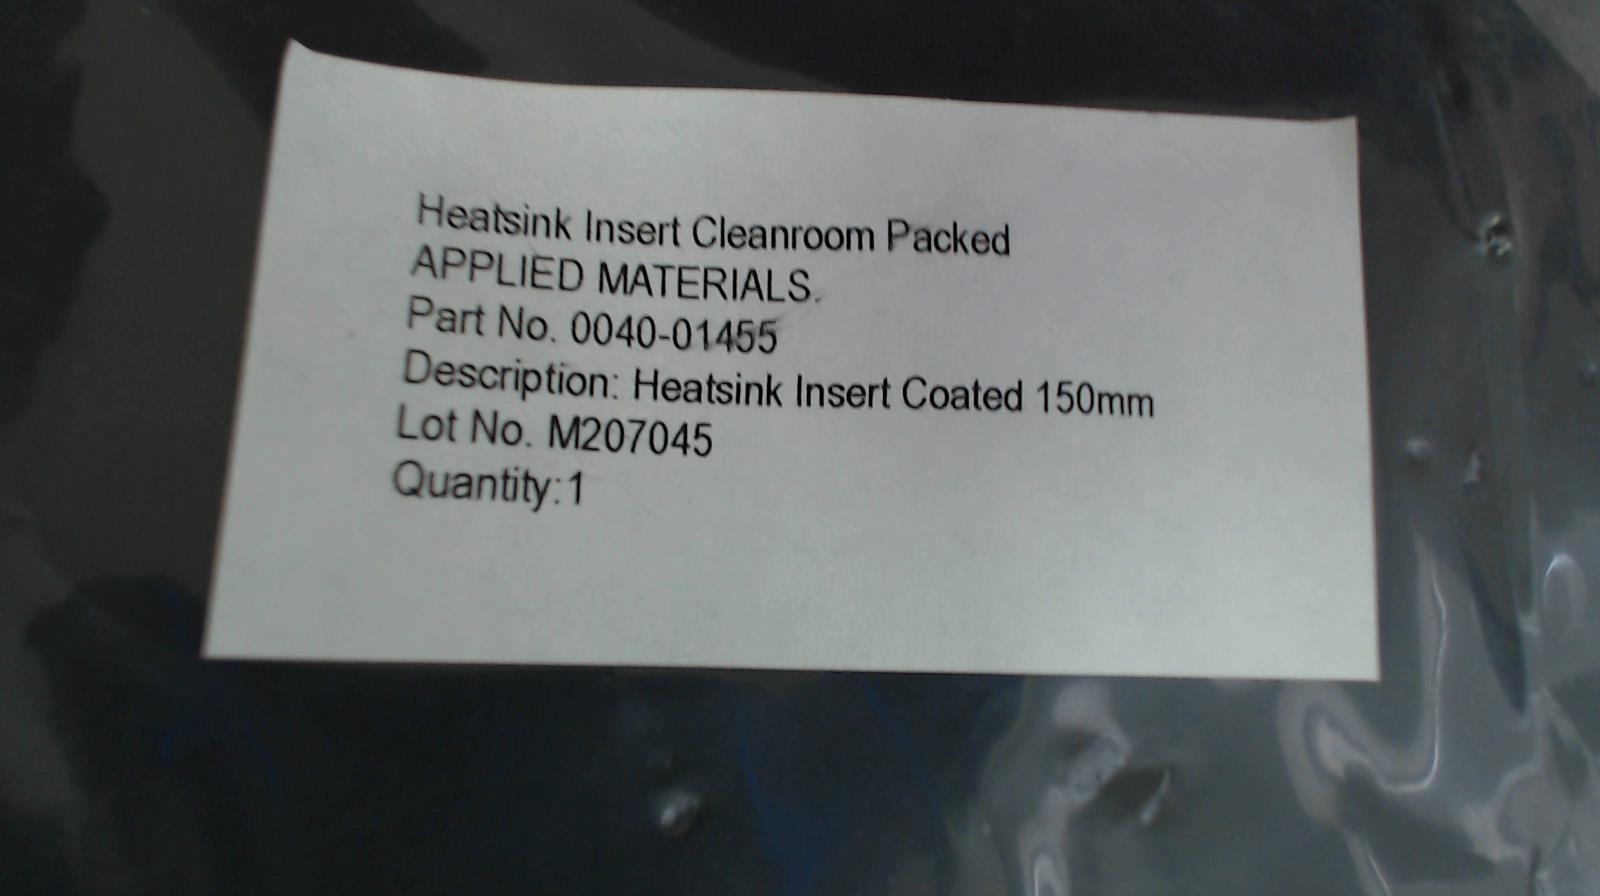 Heatsink Insert Cleanroom Packed
APPLIED MATERIALS.
Part No. 0040-01455
Description: Heatsink Insert Coated 150mm
Lot No. M207045
Quantity:1